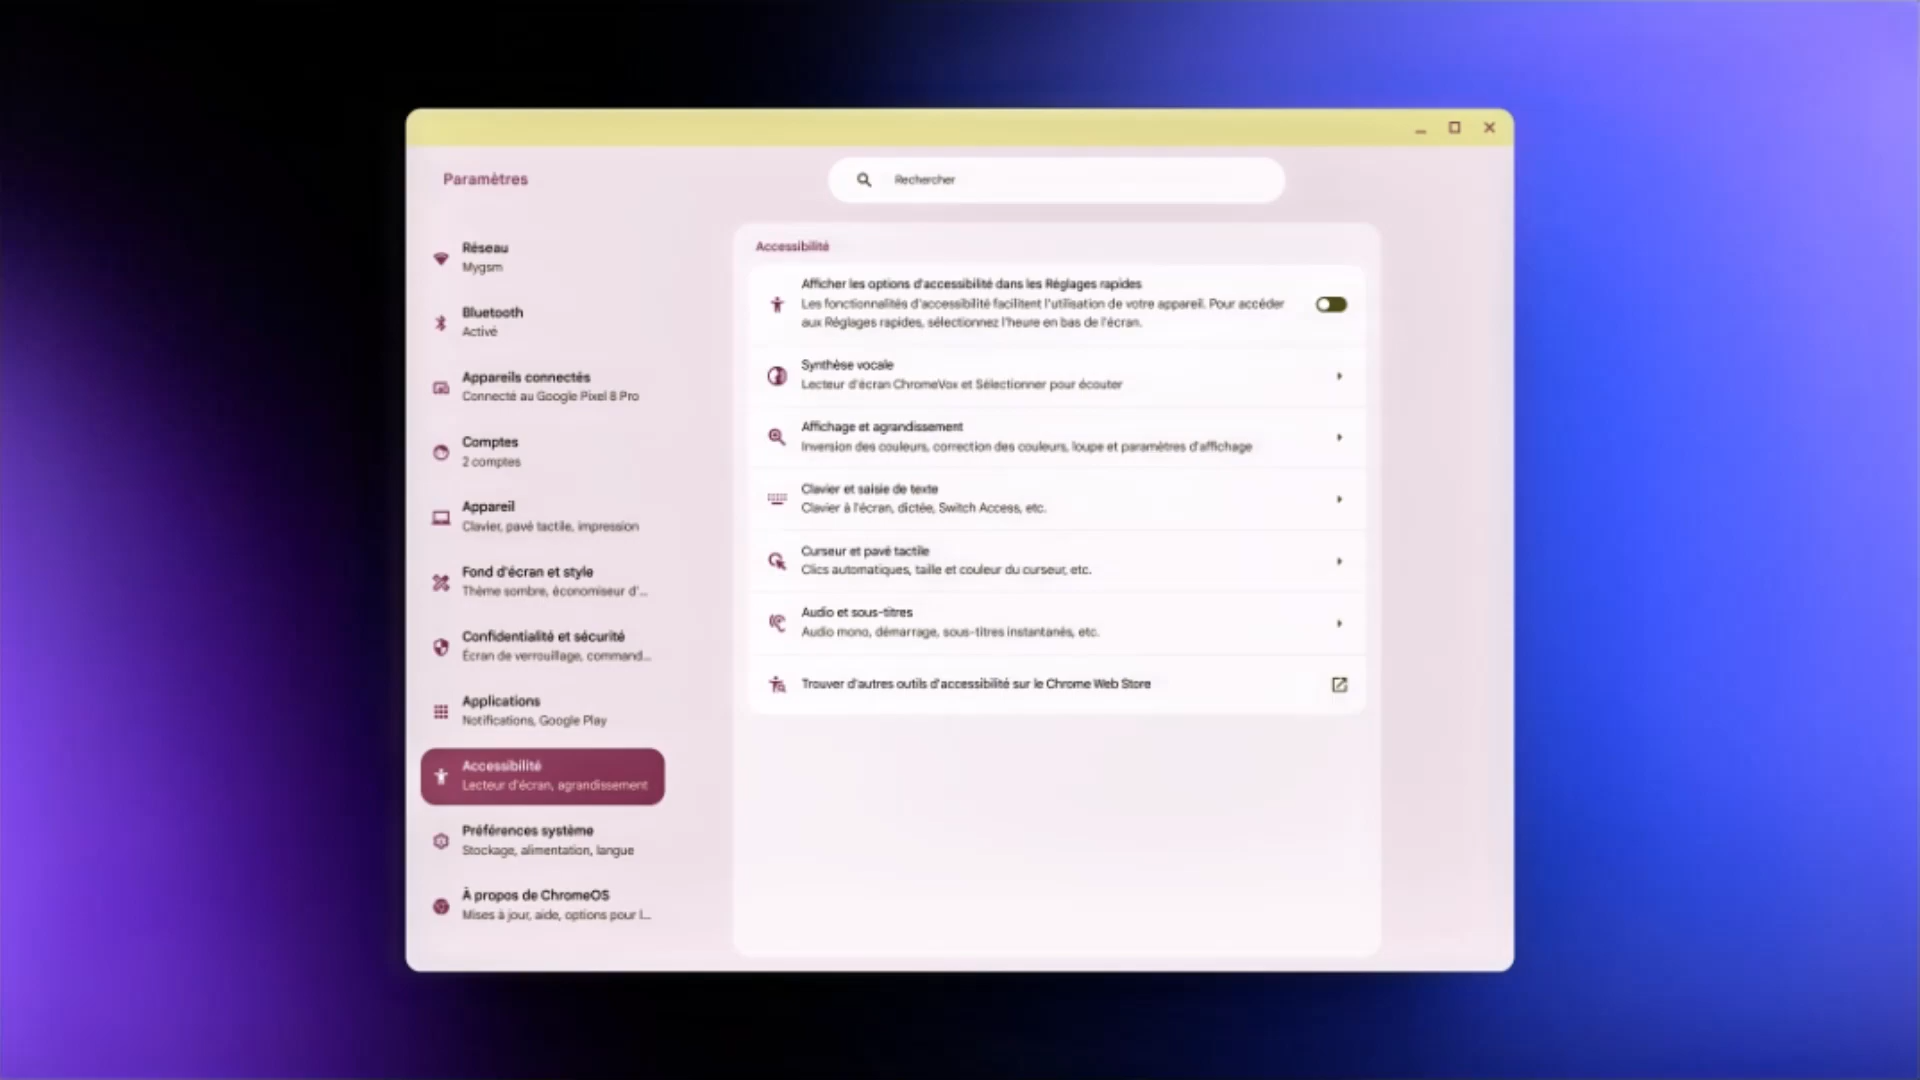 Paramètres
Rechercher
Réseau
Mygsm
Bluetooth
Activé
Appareils connectés
Connecté au Google Pixel 8 Pro
Comptes
2 comptes
Appareil
Clavier, pavé tactile, impression
Fond d'écran et style
Thème sombre, économiseur d'...
Confidentialité et sécurité
Écran de verrouillage, command...
Applications
Notifications, Google Play
Accessibilité
Lecteur d'écran, agrandissement
Préférences système
Stockage, alimentation, langue
À propos de ChromeOS
Mises à jour, aide, options pour l...
Accessibilité
Afficher les options d'accessibilité dans les Réglages rapides
Les fonctionnalités d'accessibilité facilitent l'utilisation de votre appareil. Pour accéder
aux Réglages rapides, sélectionnez l'heure en bas de l'écran.
Synthèse vocale
Lecteur d'écran ChromeVox et Sélectionner pour écouter
Affichage et agrandissement
Inversion des couleurs, correction des couleurs, loupe et paramètres d'affichage
Clavier et saisie de texte
Clavier à l'écran, dictée, Switch Access, etc.
Curseur et pavé tactile
Clics automatiques, taille et couleur du curseur, etc.
Audio et sous-titres
Audio mono, démarrage, sous-titres instantanés, etc.
Trouver d'autres outils d'accessibilité sur le Chrome Web Store